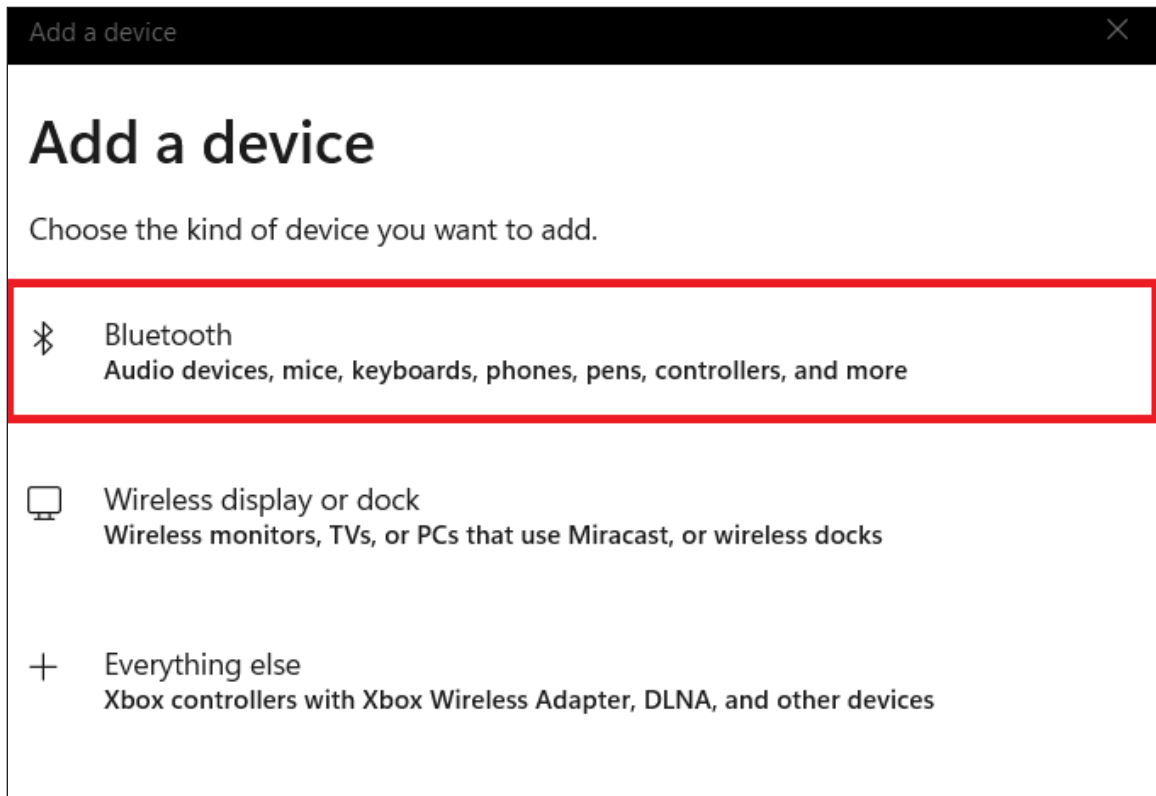 Add a device
Add a device
Choose the kind of device you want to add.
Bluetooth
Audio devices, mice, keyboards, phones, pens, controllers, and more
Wireless display or dock
Wireless monitors, TVs, or PCs that use Miracast, or wireless docks
Everything else
Xbox controllers with Xbox Wireless Adapter, DLNA, and other devices